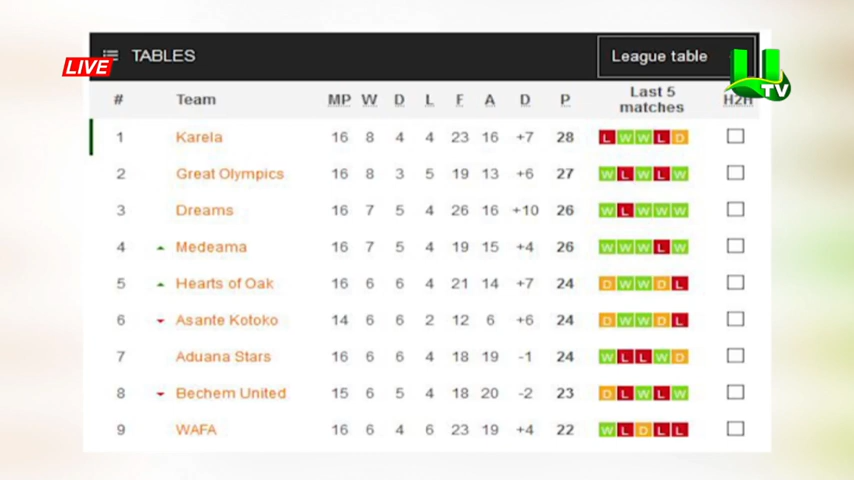 LIVE
TABLES
League table
U
TV
# Team MP W D L F A D P Last 5 matches H2H
1 Karela 16 8 4 4 23 16 +7 28 L W W L D
2 Great Olympics 16 8 3 5 19 13 +6 27 W L W L W
3 Dreams 16 7 5 4 26 16 +10 26 W L W W W
4 Medeama 16 7 5 4 19 15 +4 26 W W W L W
5 Hearts of Oak 16 6 6 4 21 14 +7 24 D W W D L
6 Asante Kotoko 14 6 6 2 12 6 +6 24 D W W D L
7 Aduana Stars 16 6 6 4 18 19 -1 24 W L L W D
8 Bechem United 15 6 5 4 18 20 -2 23 D L W L W
9 WAFA 16 6 4 6 23 19 +4 22 W L D L L